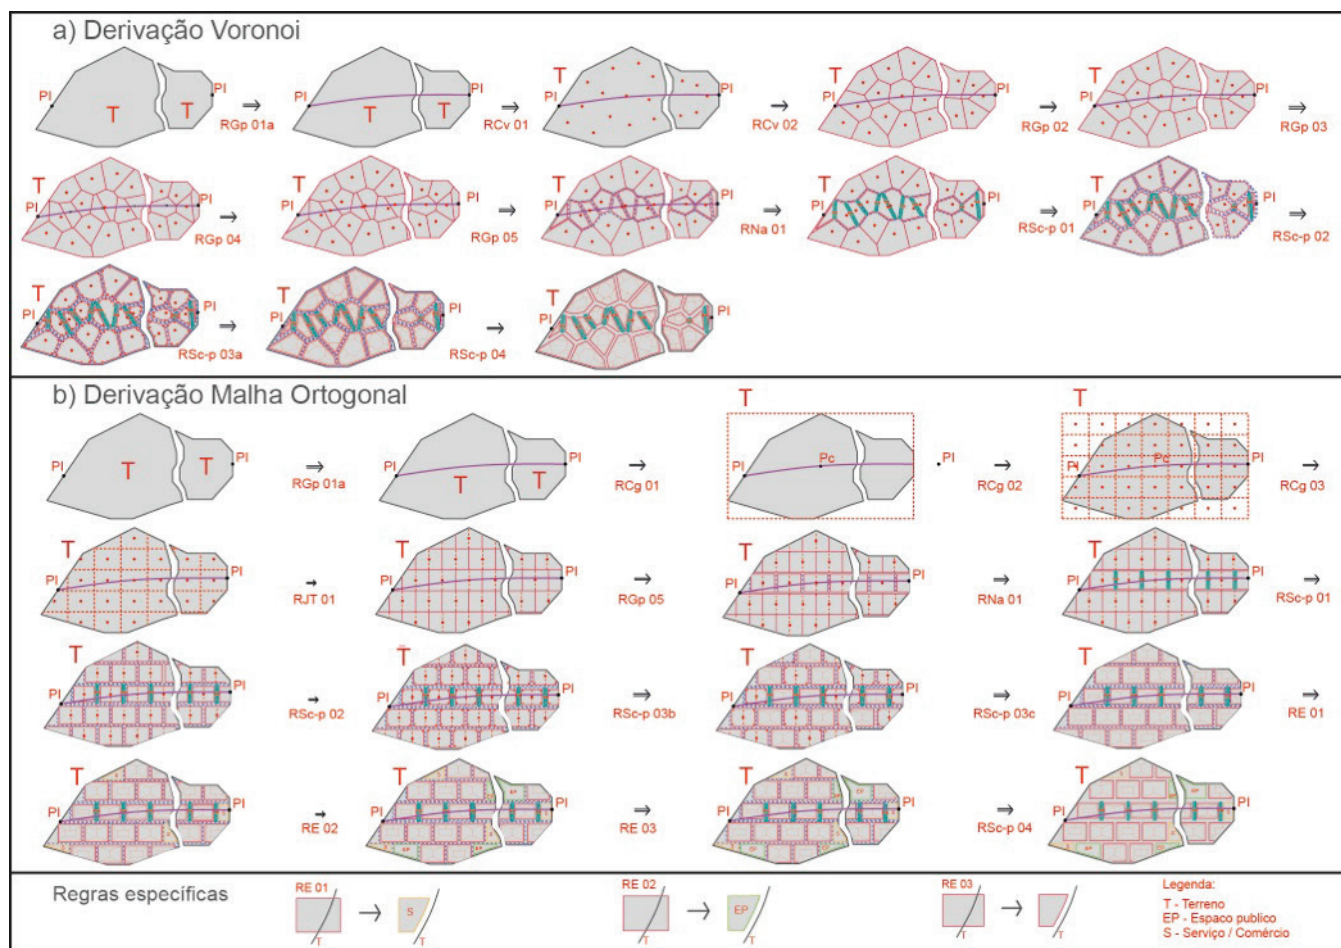 a) Derivação Voronoi
T T T T T
PI T T PI → RGp 01a PI T T PI → RCv 01 PI PI → RCv 02 PI PI → RGp 02 PI PI → RGp 03
T T T T T
PI PI → RGp 04 PI PI → RGp 05 PI PI → RNa 01 PI PI → RSc-p 01 PI PI → RSc-p 02
T T T
PI PI → RSc-p 03a PI PI → RSc-p 04 PI PI
b) Derivação Malha Ortogonal
T T
PI T T PI → RGp 01a PI T T PI → RCg 01 PI Pc PI → RCg 02 PI Pc PI → RCg 03
T T T T
PI PI → RJT 01 PI PI → RGp 05 PI PI → RNa 01 PI PI → RSc-p 01
T T T T
PI PI → RSc-p 02 PI PI → RSc-p 03b PI PI → RSc-p 03c PI PI → RE 01
T T T T
PI PI → RE 02 PI EP PI → RE 03 PI PI → RSc-p 04 PI EP PI
Regras específicas
RE 01 → S T T
RE 02 → EP T T
RE 03 → T T
Legenda:
T - Terreno
EP - Espaco publico
S - Serviço / Comércio